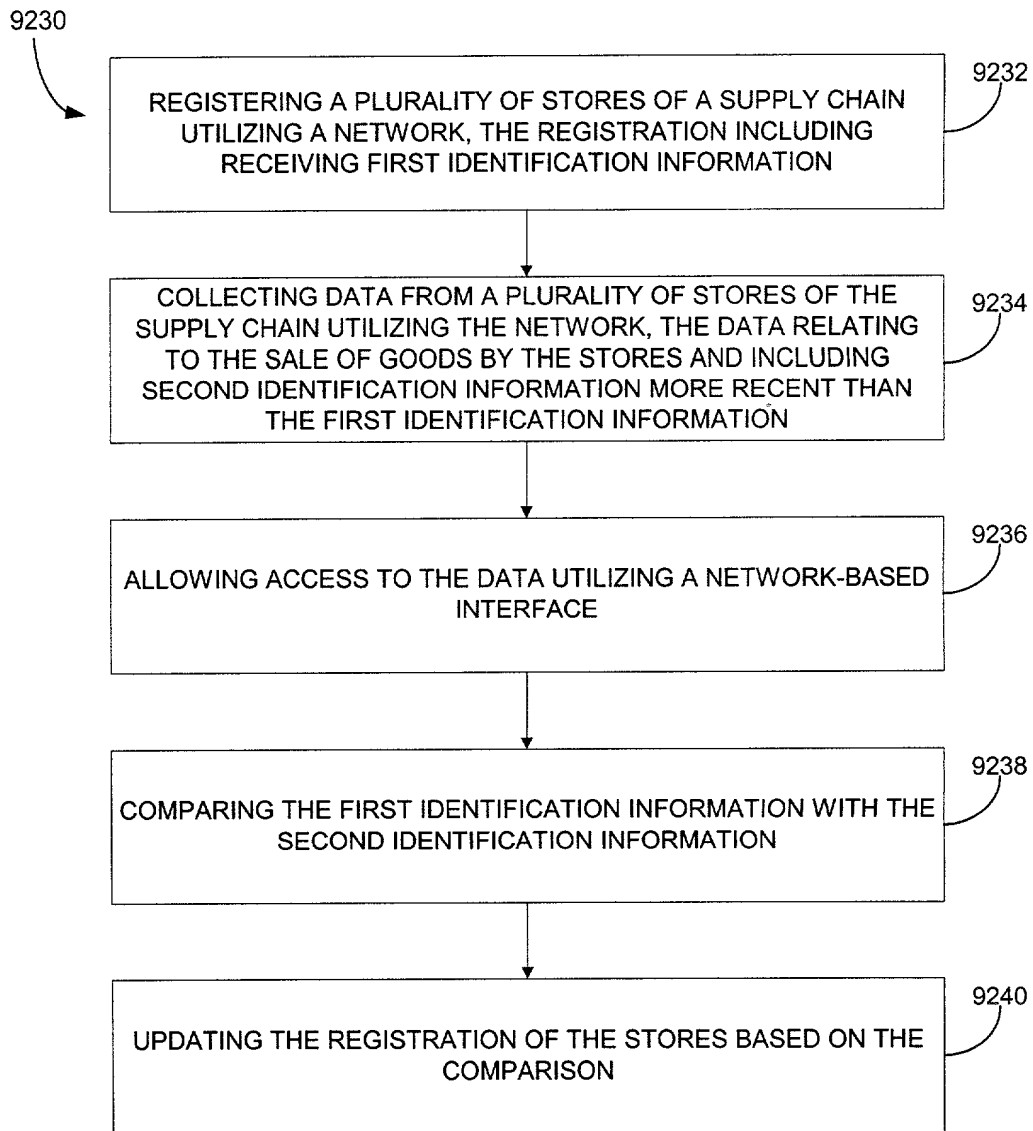 9230
9232
REGISTERING A PLURALITY OF STORES OF A SUPPLY CHAIN
UTILIZING A NETWORK, THE REGISTRATION INCLUDING
RECEIVING FIRST IDENTIFICATION INFORMATION
9234
COLLECTING DATA FROM A PLURALITY OF STORES OF THE
SUPPLY CHAIN UTILIZING THE NETWORK, THE DATA RELATING
TO THE SALE OF GOODS BY THE STORES AND INCLUDING
SECOND IDENTIFICATION INFORMATION MORE RECENT THAN
THE FIRST IDENTIFICATION INFORMATION
9236
ALLOWING ACCESS TO THE DATA UTILIZING A NETWORK-BASED
INTERFACE
9238
COMPARING THE FIRST IDENTIFICATION INFORMATION WITH THE
SECOND IDENTIFICATION INFORMATION
9240
UPDATING THE REGISTRATION OF THE STORES BASED ON THE
COMPARISON